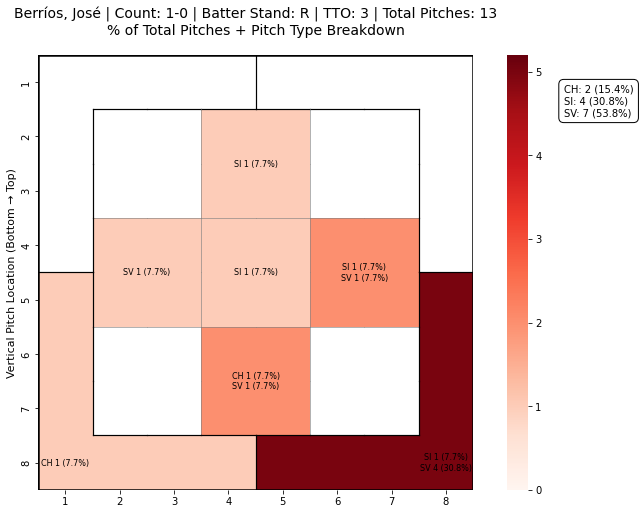 Berríos, José | Count: 1-0 | Batter Stand: R | TTO: 3 | Total Pitches: 13
% of Total Pitches + Pitch Type Breakdown
CH: 2 (15.4%)
SI: 4 (30.8%)
SV: 7 (53.8%)
Vertical Pitch Location (Bottom → Top)
1
2
3
4
5
6
7
8
SI 1 (7.7%)
SV 1 (7.7%)
SI 1 (7.7%)
SI 1 (7.7%)
SV 1 (7.7%)
CH 1 (7.7%)
SV 1 (7.7%)
CH 1 (7.7%)
SI 1 (7.7%)
SV 4 (30.8%)
1 2 3 4 5 6 7 8
5
4
3
2
1
0